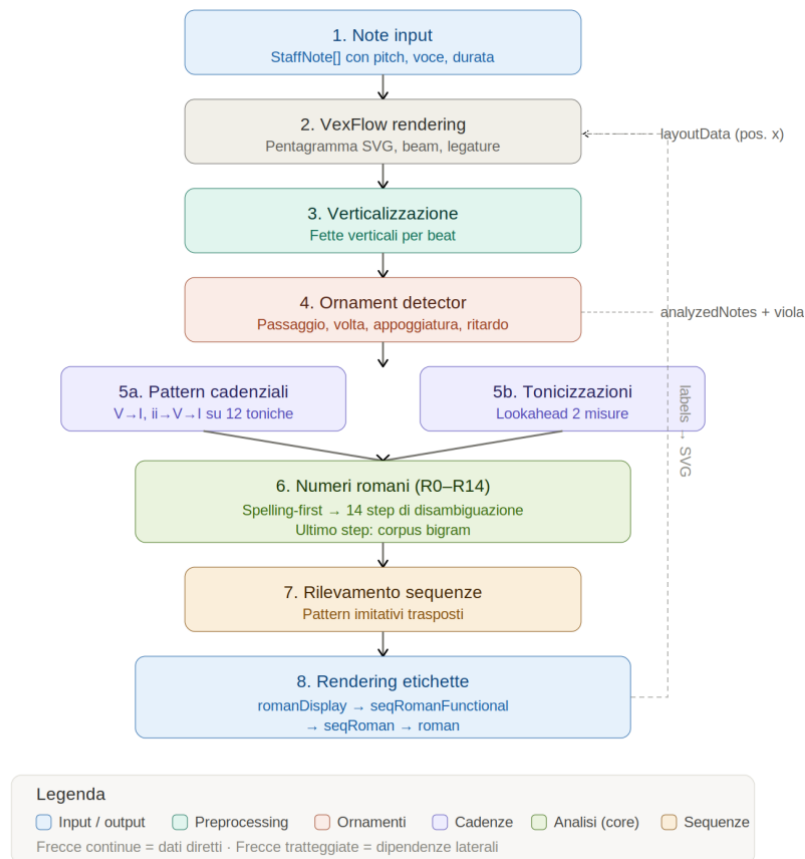 1. Note input
StaffNote[] con pitch, voce, durata
2. VexFlow rendering
Pentagramma SVG, beam, legature
layoutData (pos. x)
3. Verticalizzazione
Fette verticali per beat
4. Ornament detector
Passaggio, volta, appoggiatura, ritardo
analyzedNotes + viola
5a. Pattern cadenziali
V→I, ii→V→I su 12 toniche
5b. Tonicizzazioni
Lookahead 2 misure
labels → SVG
6. Numeri romani (R0–R14)
Spelling-first → 14 step di disambiguazione
Ultimo step: corpus bigram
7. Rilevamento sequenze
Pattern imitativi trasposti
8. Rendering etichette
romanDisplay → seqRomanFunctional
→ seqRoman → roman
Legenda
Input / output
Preprocessing
Ornamenti
Cadenze
Analisi (core)
Sequenze
Frecce continue = dati diretti · Frecce tratteggiate = dipendenze laterali